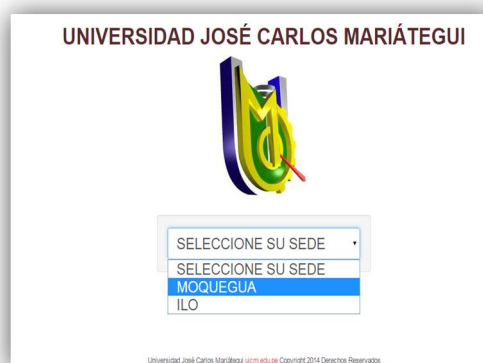 UNIVERSIDAD JOSÉ CARLOS MARIÁTEGUI
SELECCIONE SU SEDE
SELECCIONE SU SEDE
MOQUEGUA
ILO
Universidad José Carlos Mariátegui ujcm.edu.pe Copyright 2014 Derechos Reservados